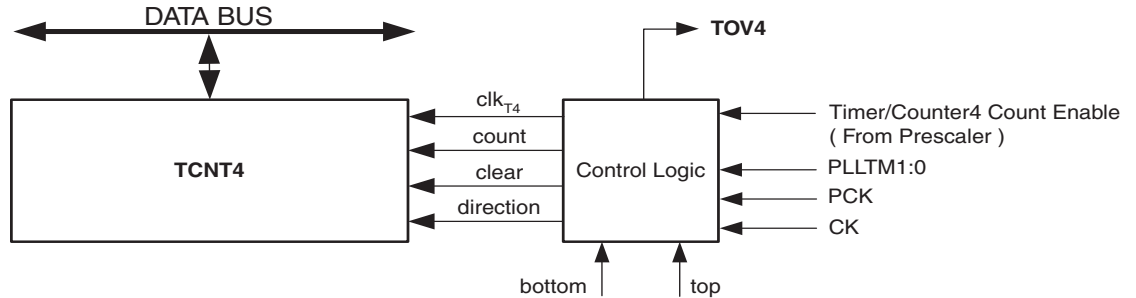 DATA BUS
TOV4
clkT4
count
clear
direction
TCNT4
Control Logic
Timer/Counter4 Count Enable
( From Prescaler )
PLLTM1:0
PCK
CK
bottom
top